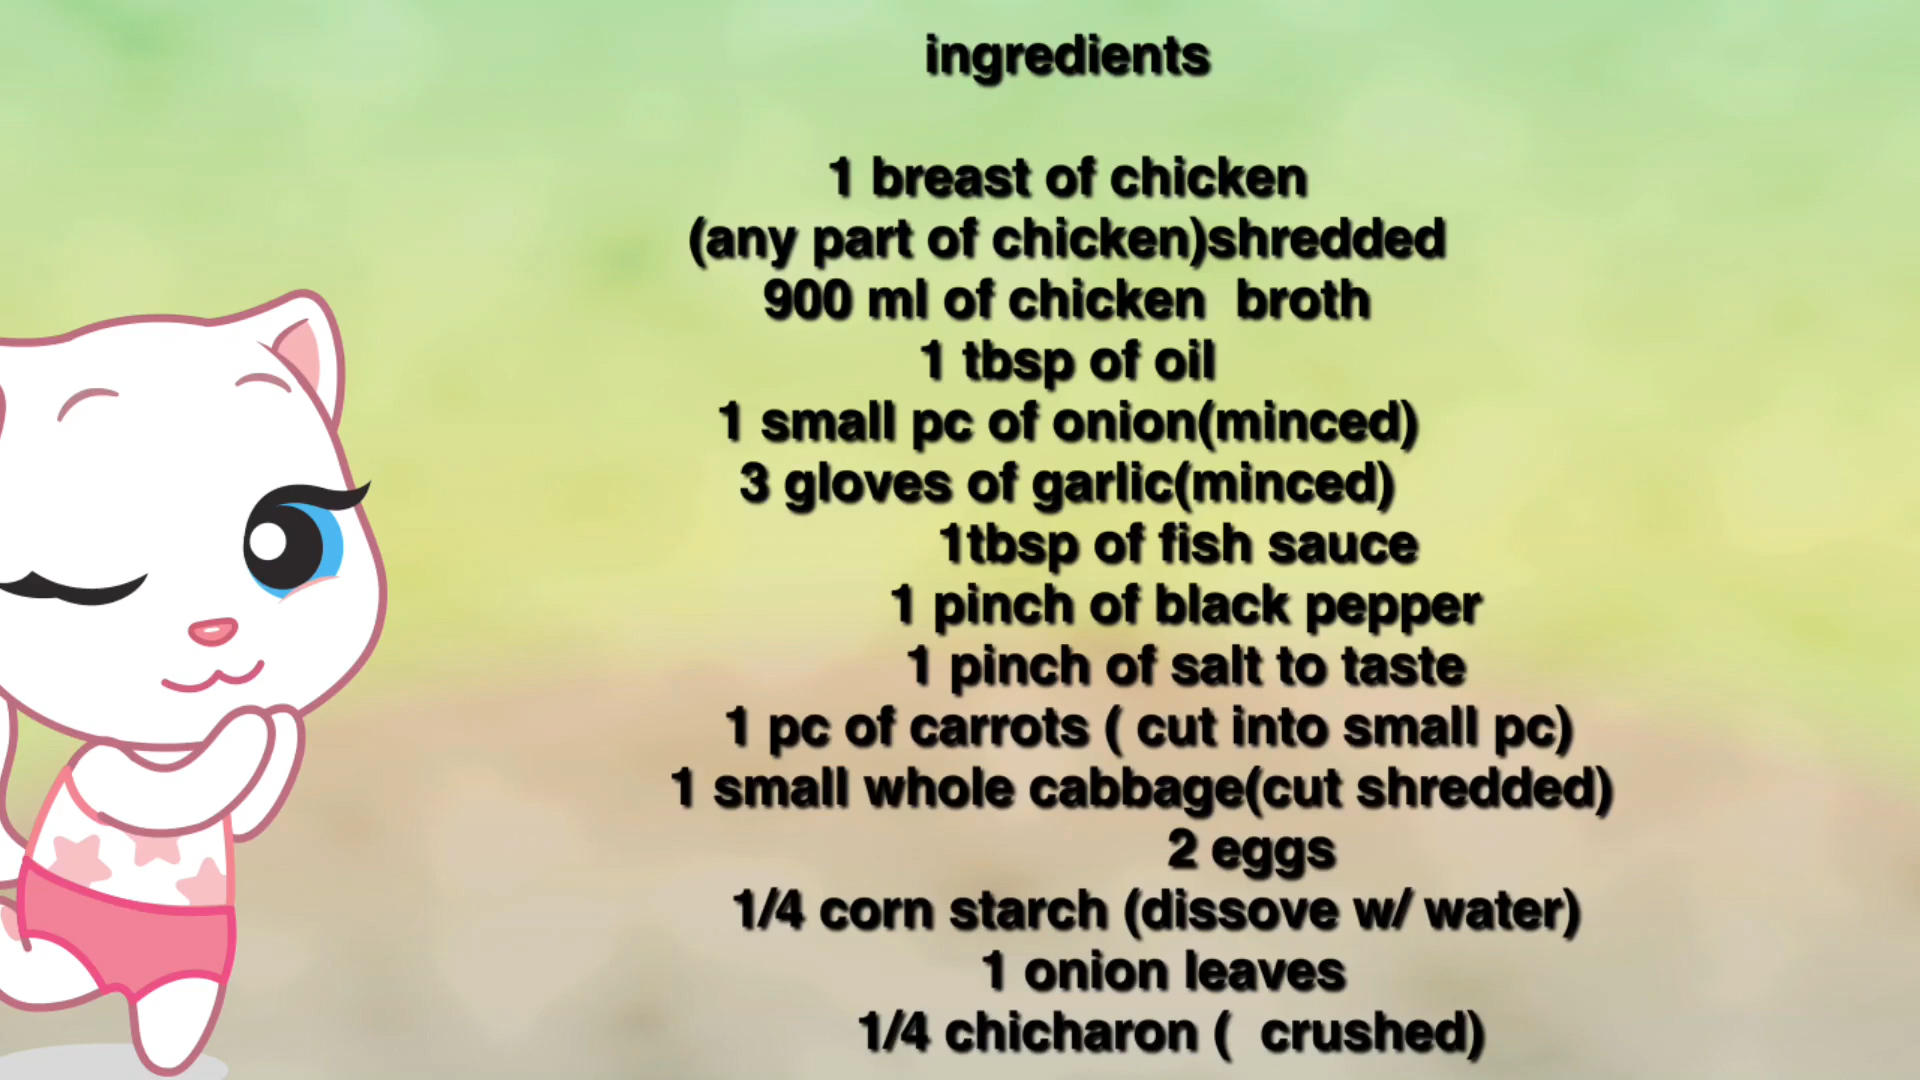 ingredients
1 breast of chicken
(any part of chicken)shredded
900 ml of chicken  broth
1 tbsp of oil
1 small pc of onion(minced)
3 gloves of garlic(minced)
1tbsp of fish sauce
1 pinch of black pepper
1 pinch of salt to taste
1 pc of carrots ( cut into small pc)
1 small whole cabbage(cut shredded)
2 eggs
1/4 corn starch (dissove w/ water)
1 onion leaves
1/4 chicharon (  crushed)